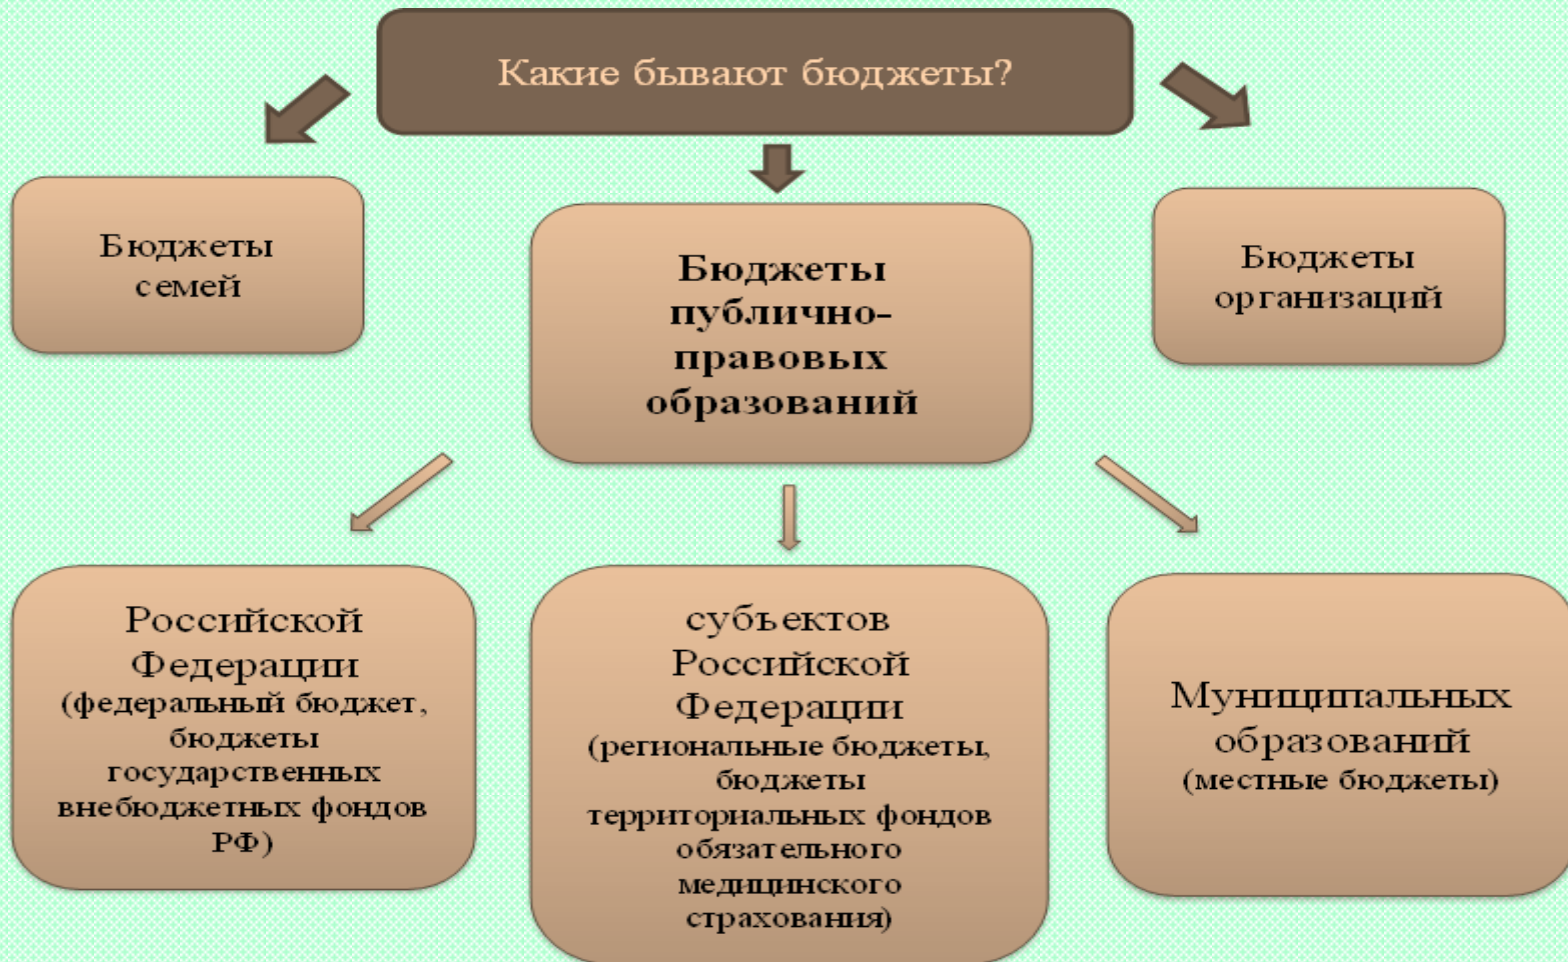 Какие бывают бюджеты?
Бюджеты
семей
Бюджеты
публично-
правовых
образований
Бюджеты
организаций
Российской
Федерации
(федеральный бюджет,
бюджеты
государственных
внебюджетных фондов
РФ)
субъектов
Российской
Федерации
(региональные бюджеты,
бюджеты
территориальных фондов
обязательного
медицинского
страхования)
Муниципальных
образований
(местные бюджеты)